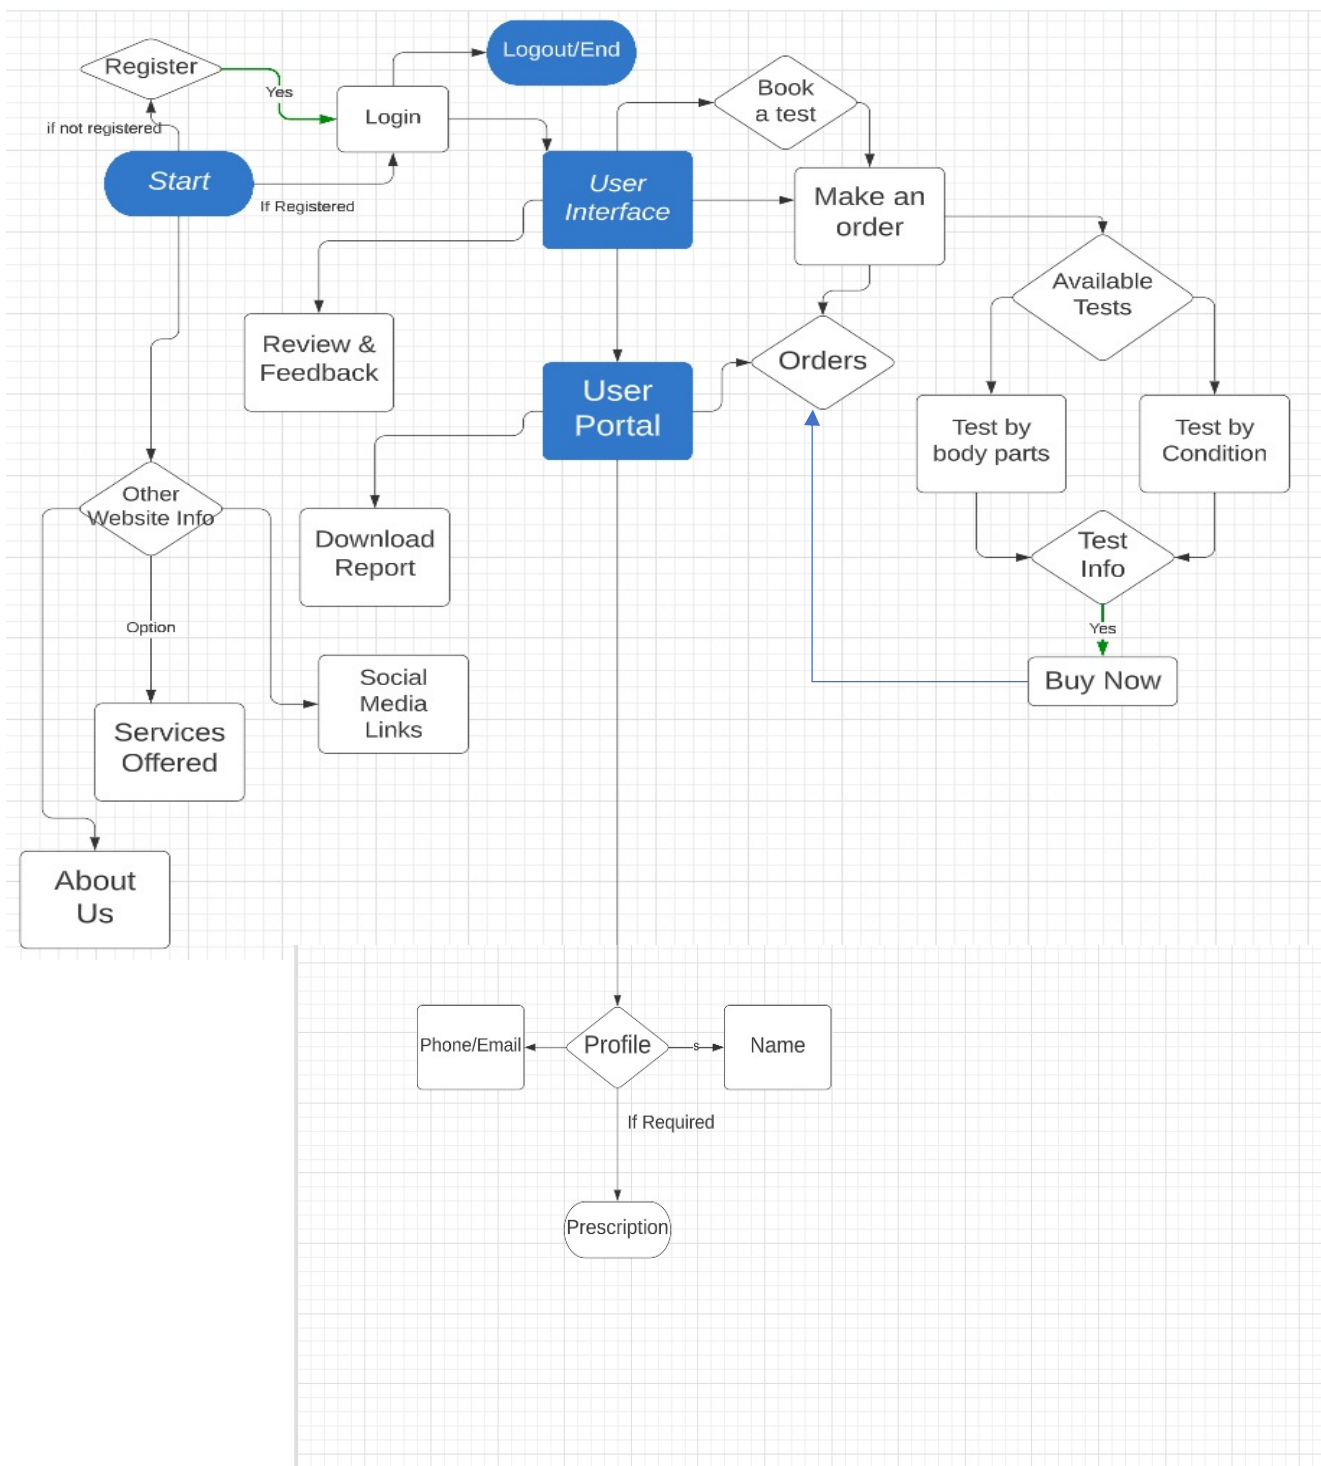 Logout/End
Register
Yes
Login
Book
a test
if not registered
Start
If Registered
User
Interface
Make an
order
Available
Tests
Review &
Feedback
Orders
User
Portal
Test by
body parts
Test by
Condition
Other
Website Info
Download
Report
Test
Info
Option
Yes
Social
Media
Links
Buy Now
Services
Offered
About
Us
Phone/Email
Profile
s
Name
If Required
Prescription